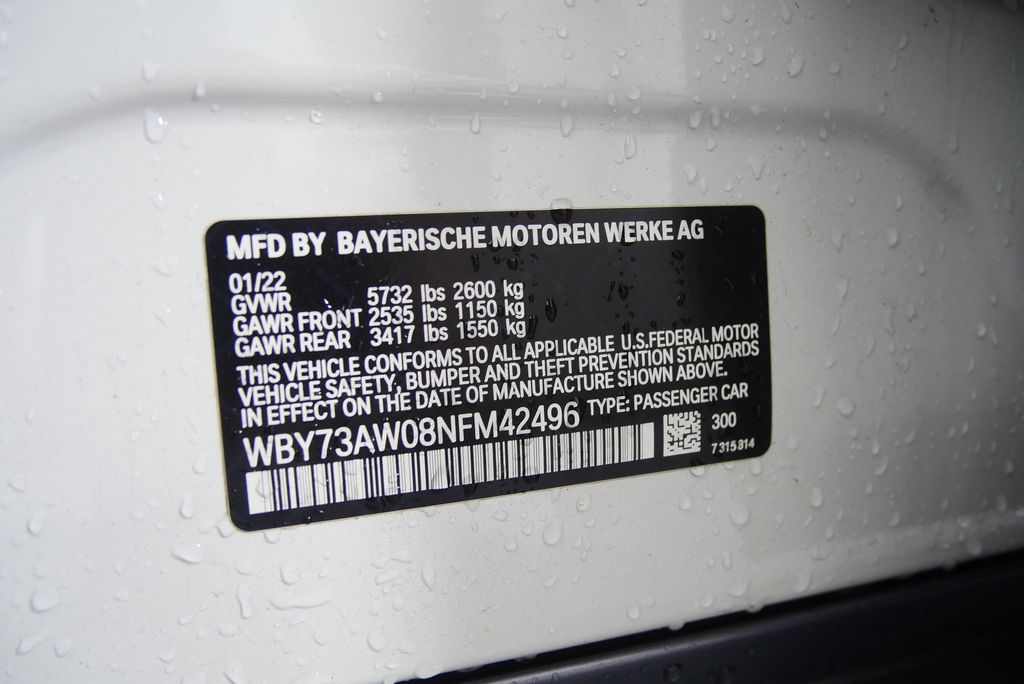 MFD BY BAYERISCHE MOTOREN WERKE AG
01/22
GVWR 5732 lbs 2600 kg
GAWR FRONT 2535 lbs 1150 kg
GAWR REAR 3417 lbs 1550 kg
THIS VEHICLE CONFORMS TO ALL APPLICABLE U.S.FEDERAL MOTOR
VEHICLE SAFETY, BUMPER AND THEFT PREVENTION STANDARDS
IN EFFECT ON THE DATE OF MANUFACTURE SHOWN ABOVE.
WBY73AW08NFM42496 TYPE: PASSENGER CAR
300
7315814